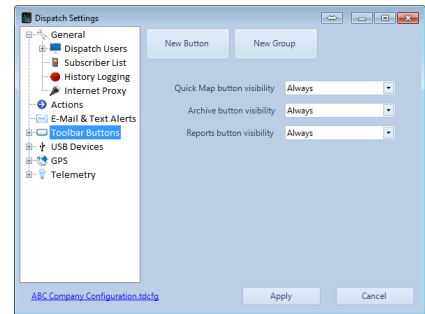 Dispatch Settings
General
Dispatch Users
Subscriber List
History Logging
Internet Proxy
Actions
E-Mail & Text Alerts
Toolbar Buttons
USB Devices
GPS
Telemetry
New Button
New Group
Quick Map button visibility Always
Archive button visibility Always
Reports button visibility Always
ABC Company Configuration.tdcfg
Apply
Cancel